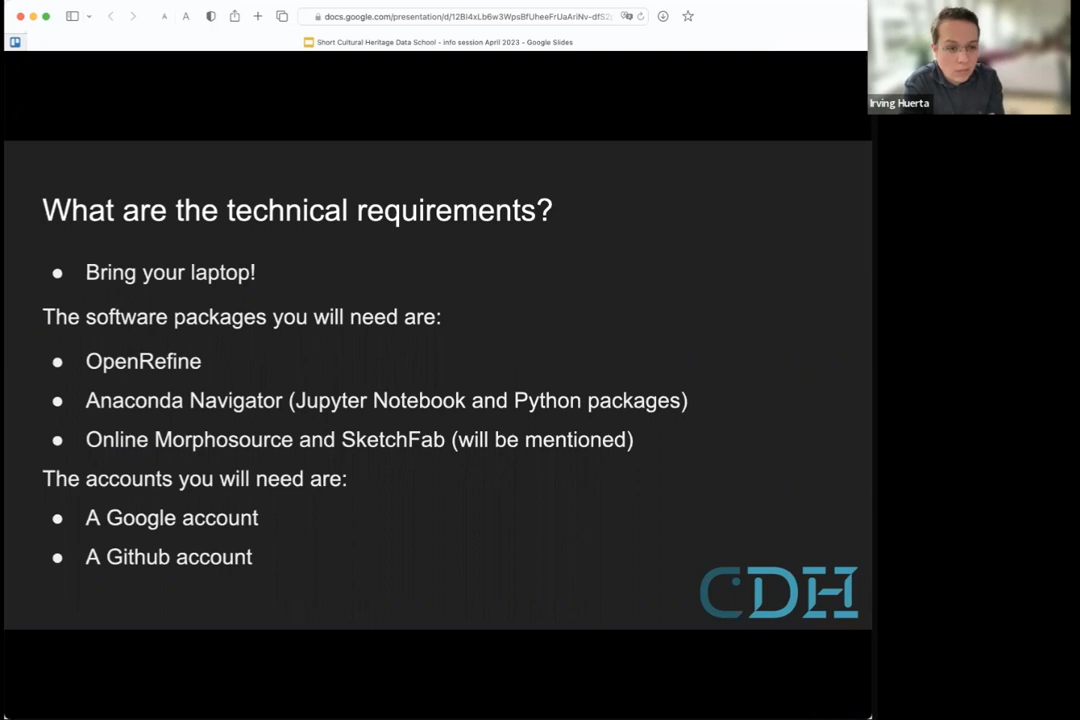 A A docs.google.com/presentation/d/12BI4xLb6w3WpsBfUheeFrUaAriNv-dfS2
Short Cultural Heritage Data School - info session April 2023 – Google Slides
Irving Huerta
What are the technical requirements?
● Bring your laptop!
The software packages you will need are:
● OpenRefine
● Anaconda Navigator (Jupyter Notebook and Python packages)
● Online Morphosource and SketchFab (will be mentioned)
The accounts you will need are:
● A Google account
● A Github account
CDH